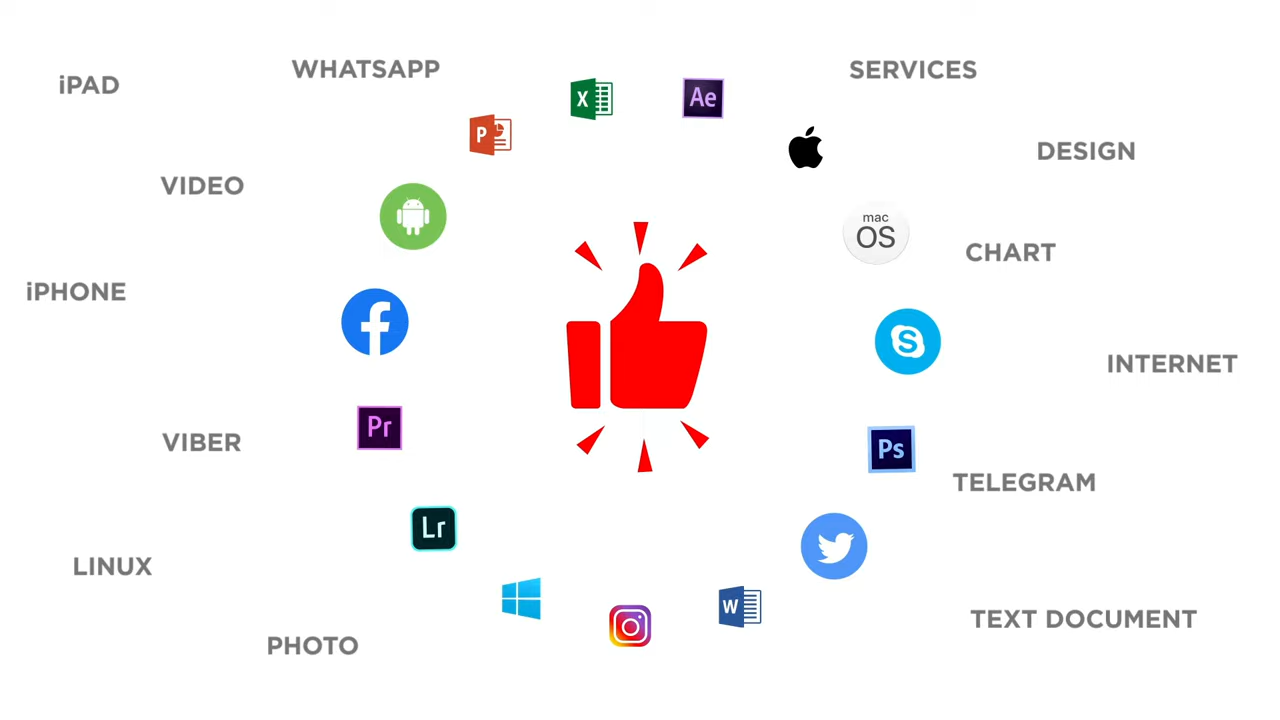 WHATSAPP
SERVICES
iPAD
X
Ae
P
DESIGN
VIDEO
mac
OS
CHART
iPHONE
f
S
INTERNET
Pr
VIBER
Ps
TELEGRAM
Lr
LINUX
W
TEXT DOCUMENT
PHOTO